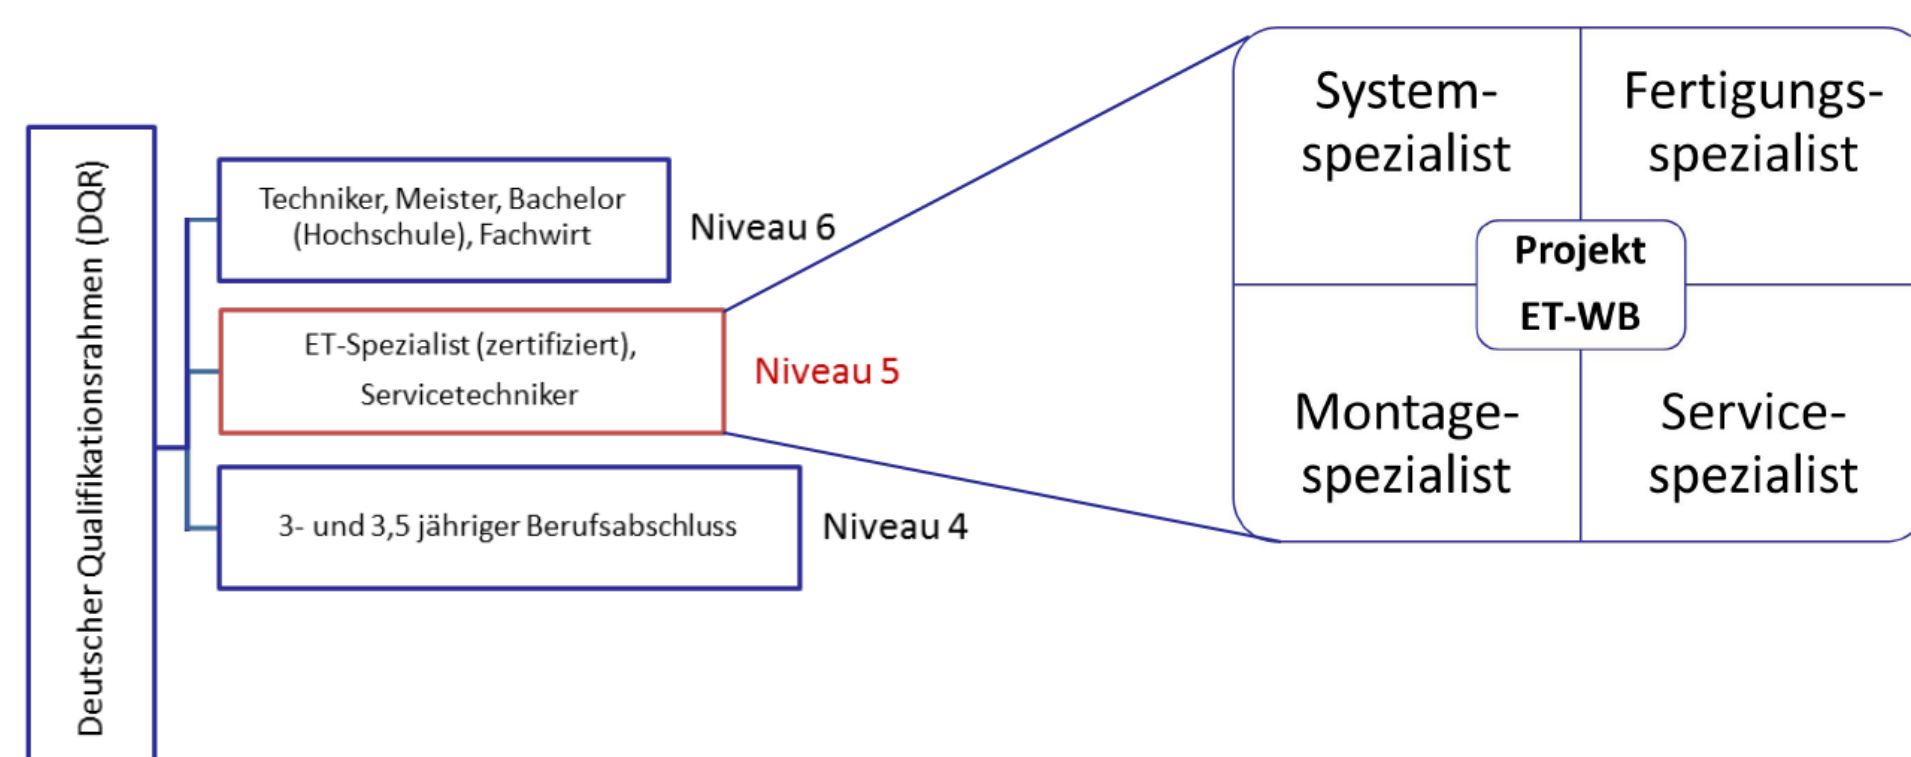 Deutscher Qualifikationsrahmen (DQR)
Techniker, Meister, Bachelor
(Hochschule), Fachwirt
Niveau 6
ET-Spezialist (zertifiziert),
Servicetechniker
Niveau 5
3- und 3,5 jähriger Berufsabschluss
Niveau 4
System-
spezialist
Fertigungs-
spezialist
Projekt
ET-WB
Montage-
spezialist
Service-
spezialist